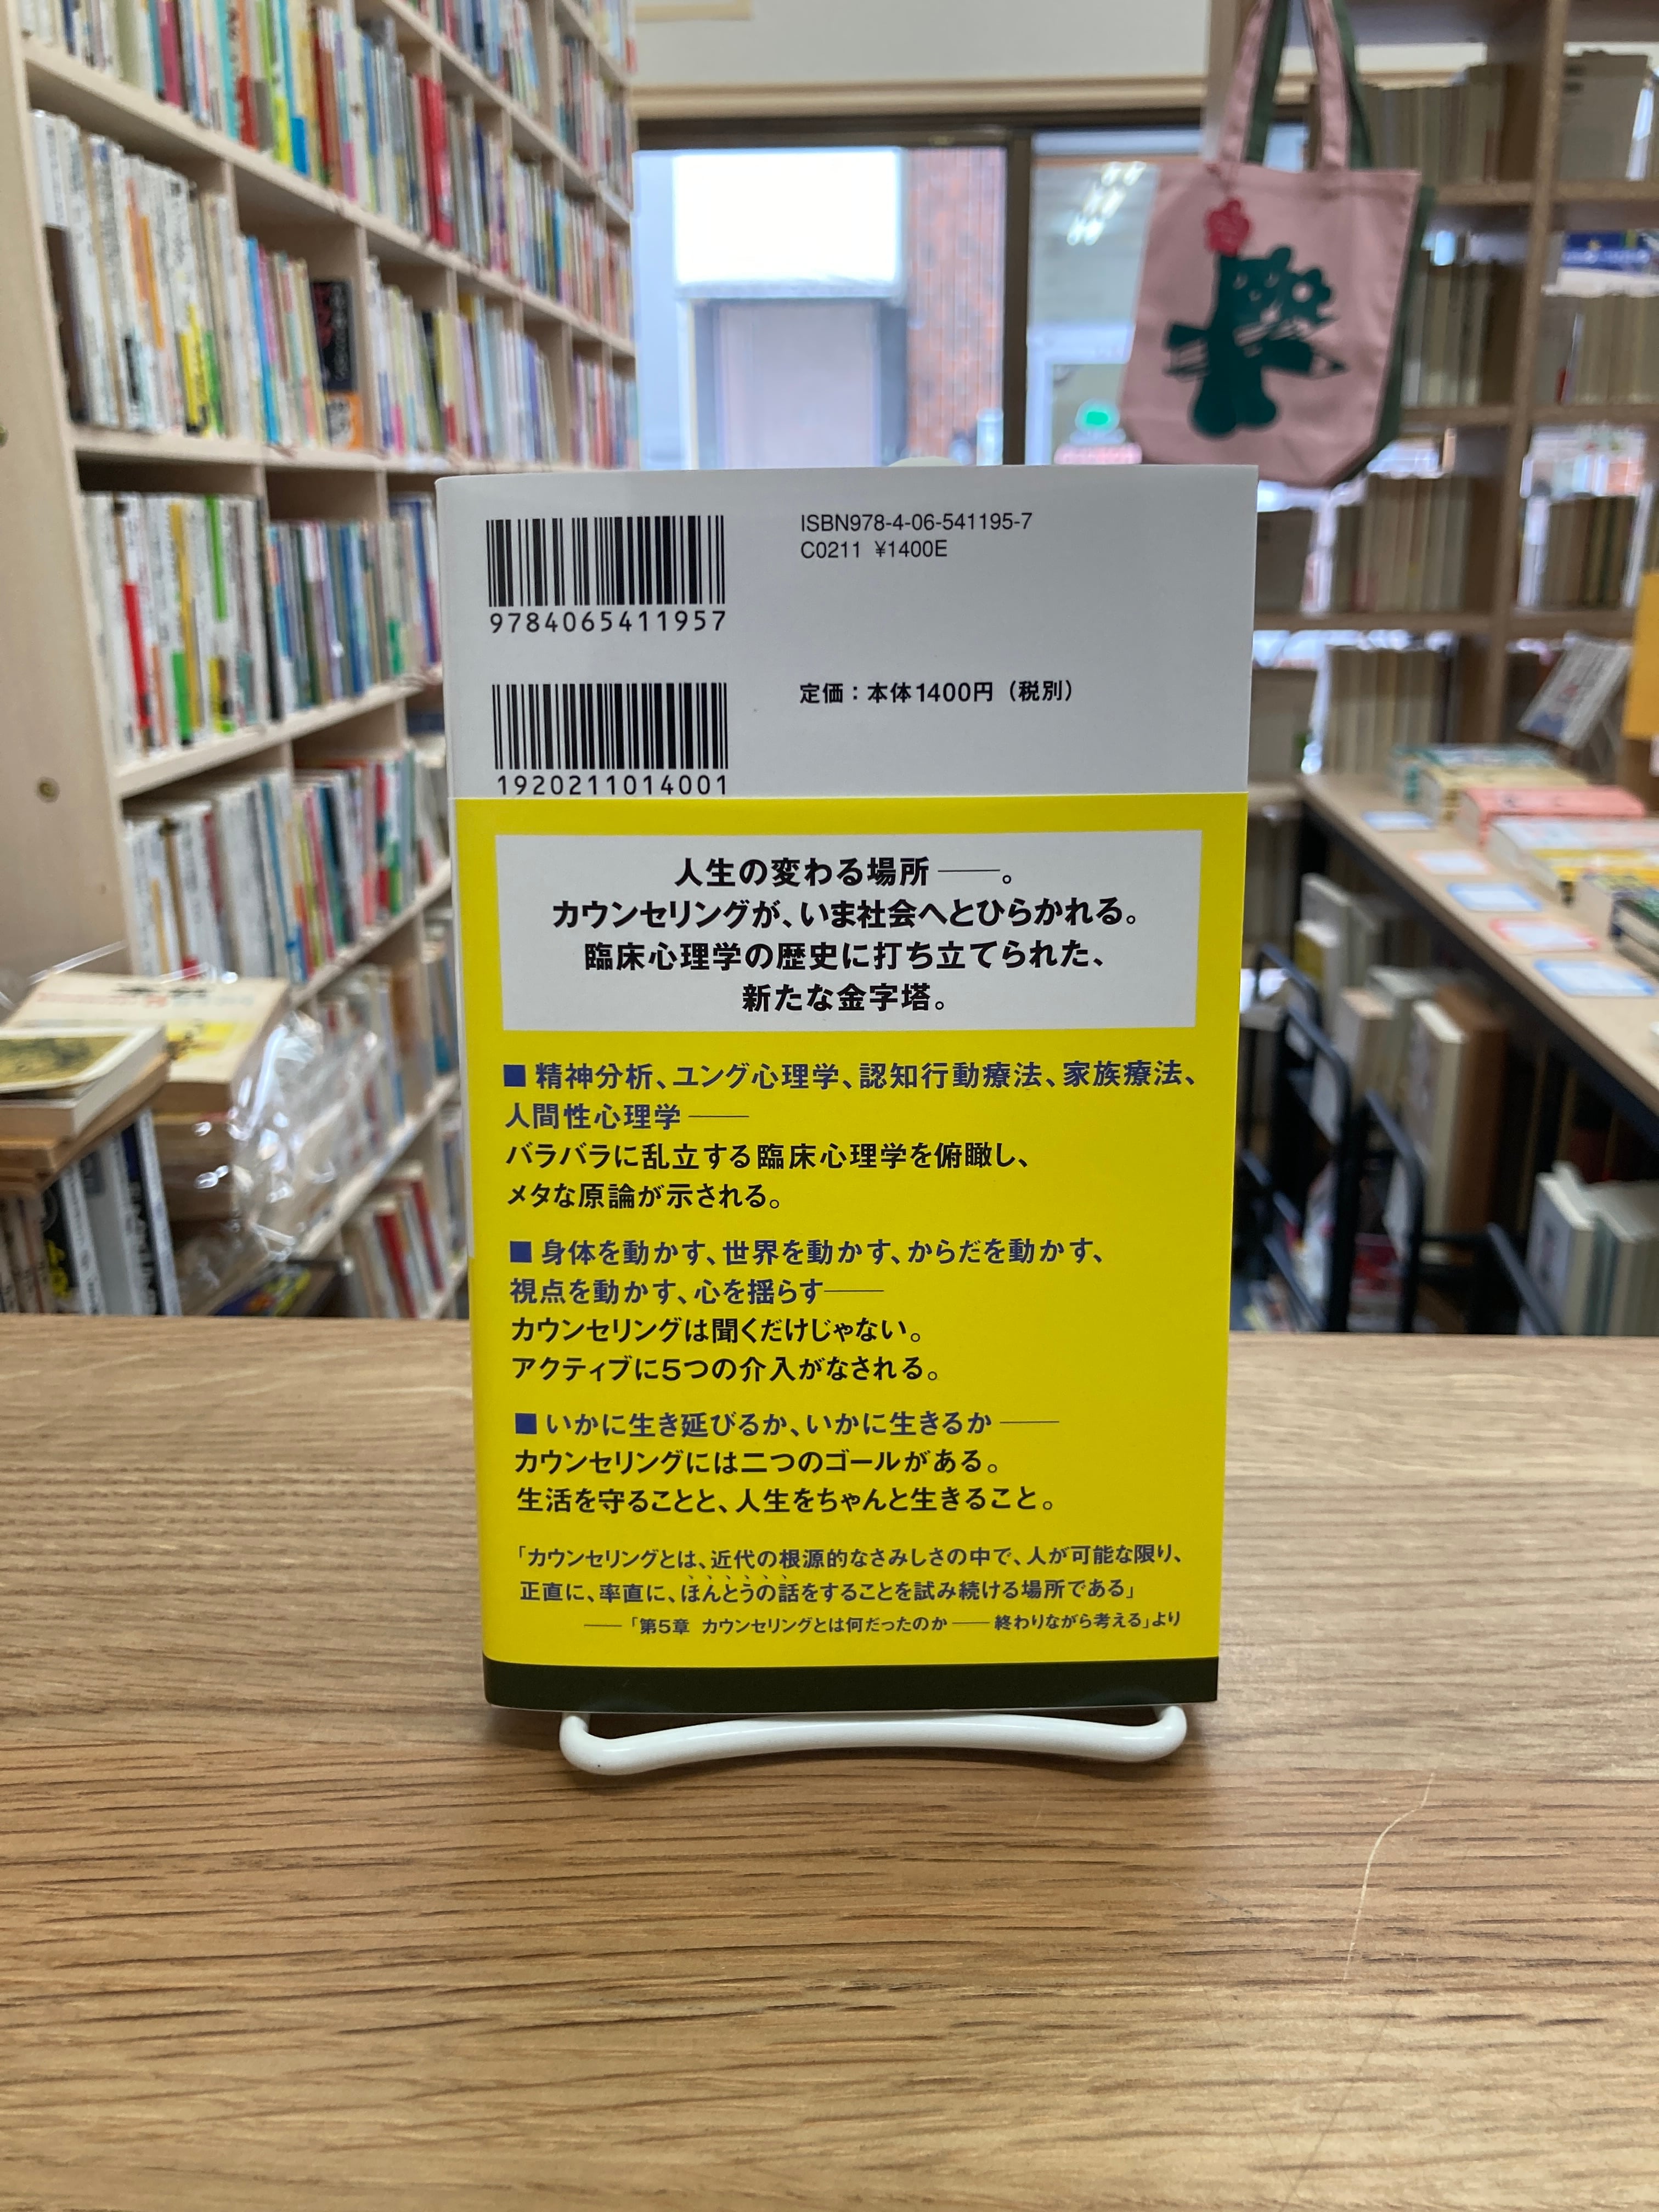 ISBN978-4-06-541195-7
C0211 ¥1400E
9784065411957
定価：本体1400円（税別）
1920211014001
人生の変わる場所――。
カウンセリングが、いま社会へとひらかれる。
臨床心理学の歴史に打ち立てられた、
新たな金字塔。
■ 精神分析、ユング心理学、認知行動療法、家族療法、
人間性心理学――
バラバラに乱立する臨床心理学を俯瞰し、
メタな原論が示される。
■ 身体を動かす、世界を動かす、からだを動かす、
視点を動かす、心を揺らす――
カウンセリングは聞くだけじゃない。
アクティブに5つの介入がなされる。
■ いかに生き延びるか、いかに生きるか――
カウンセリングには二つのゴールがある。
生活を守ることと、人生をちゃんと生きること。
「カウンセリングとは、近代の根源的なさみしさの中で、人が可能な限り、
正直に、率直に、ほんとうの話をすることを試み続ける場所である」
――「第5章 カウンセリングとは何だったのか――終わりながら考える」より